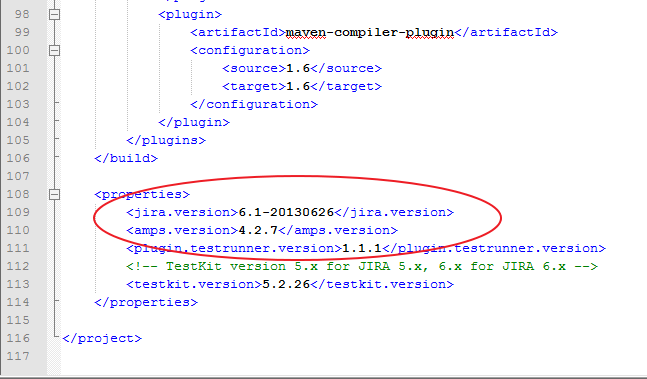 98 <plugin>
99 <artifactId>maven-compiler-plugin</artifactId>
100 <configuration>
101 <source>1.6</source>
102 <target>1.6</target>
103 </configuration>
104 </plugin>
105 </plugins>
106 </build>
107
108 <properties>
109 <jira.version>6.1-20130626</jira.version>
110 <amps.version>4.2.7</amps.version>
111 <plugin.testrunner.version>1.1.1</plugin.testrunner.version>
112 <!-- TestKit version 5.x for JIRA 5.x, 6.x for JIRA 6.x -->
113 <testkit.version>5.2.26</testkit.version>
114 </properties>
115
116 </project>
117